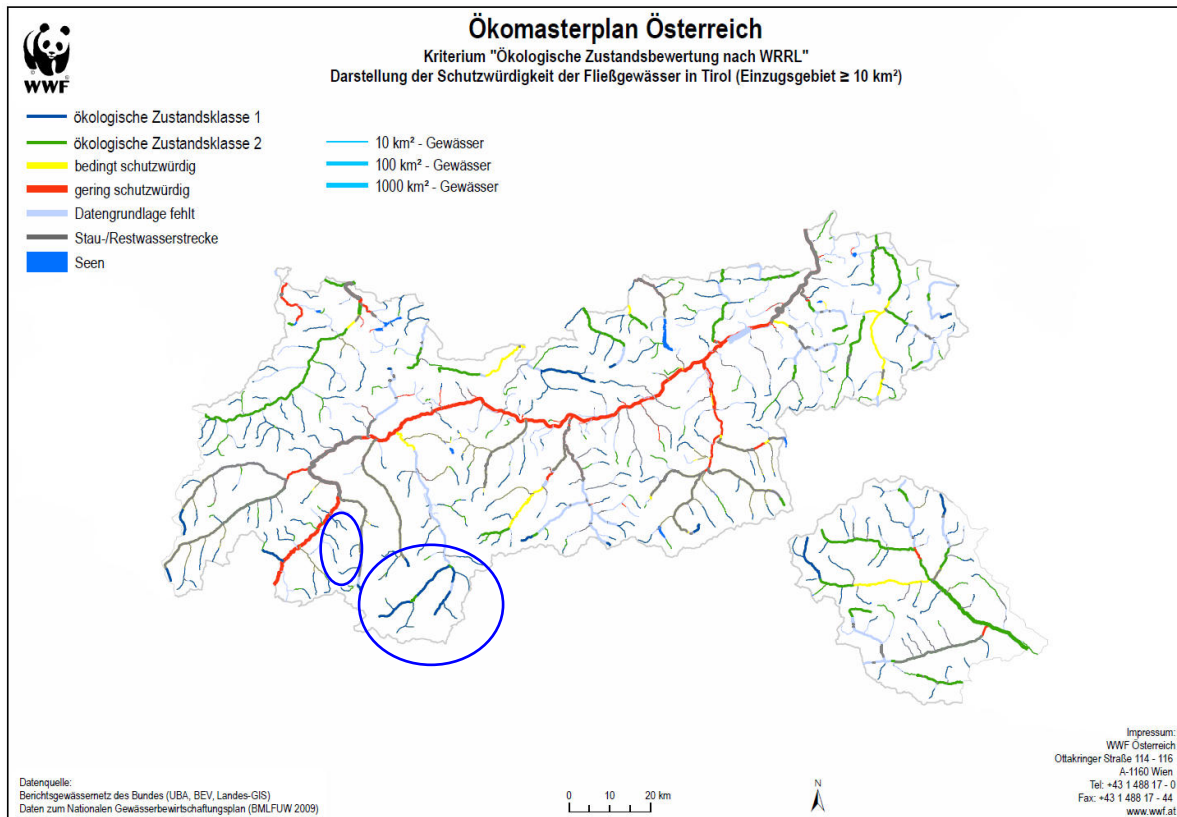 Ökomasterplan Österreich
Kriterium "Ökologische Zustandsbewertung nach WRRL"
Darstellung der Schutzwürdigkeit der Fließgewässer in Tirol (Einzugsgebiet ≥ 10 km²)
WWF
ökologische Zustandsklasse 1
ökologische Zustandsklasse 2
bedingt schutzwürdig
gering schutzwürdig
Datengrundlage fehlt
Stau-/Restwasserstrecke
Seen
10 km² - Gewässer
100 km² - Gewässer
1000 km² - Gewässer
Datenquelle:
Berichtsgewässernetz des Bundes (UBA, BEV, Landes-GIS)
Daten zum Nationalen Gewässerbewirtschaftungsplan (BMLFUW 2009)
0 5 10 20 km
N
Impressum:
WWF Österreich
Ottakringer Straße 114 - 116
A-1160 Wien
Tel: +43 1 488 17 - 0
Fax: +43 1 488 17 - 44
www.wwf.at